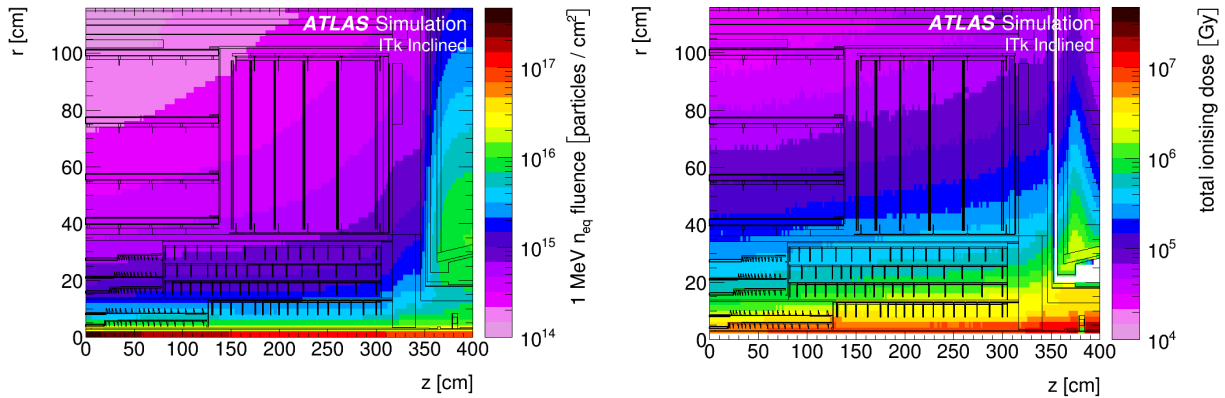 r [cm]
ATLAS Simulation
ITk Inclined
100
80
60
40
20
0
0 50 100 150 200 250 300 350 400
z [cm]
10^17
10^16
10^15
10^14
1 MeV n_eq fluence [particles / cm^2]
r [cm]
ATLAS Simulation
ITk Inclined
100
80
60
40
20
0
0 50 100 150 200 250 300 350 400
z [cm]
10^7
10^6
10^5
10^4
total ionising dose [Gy]